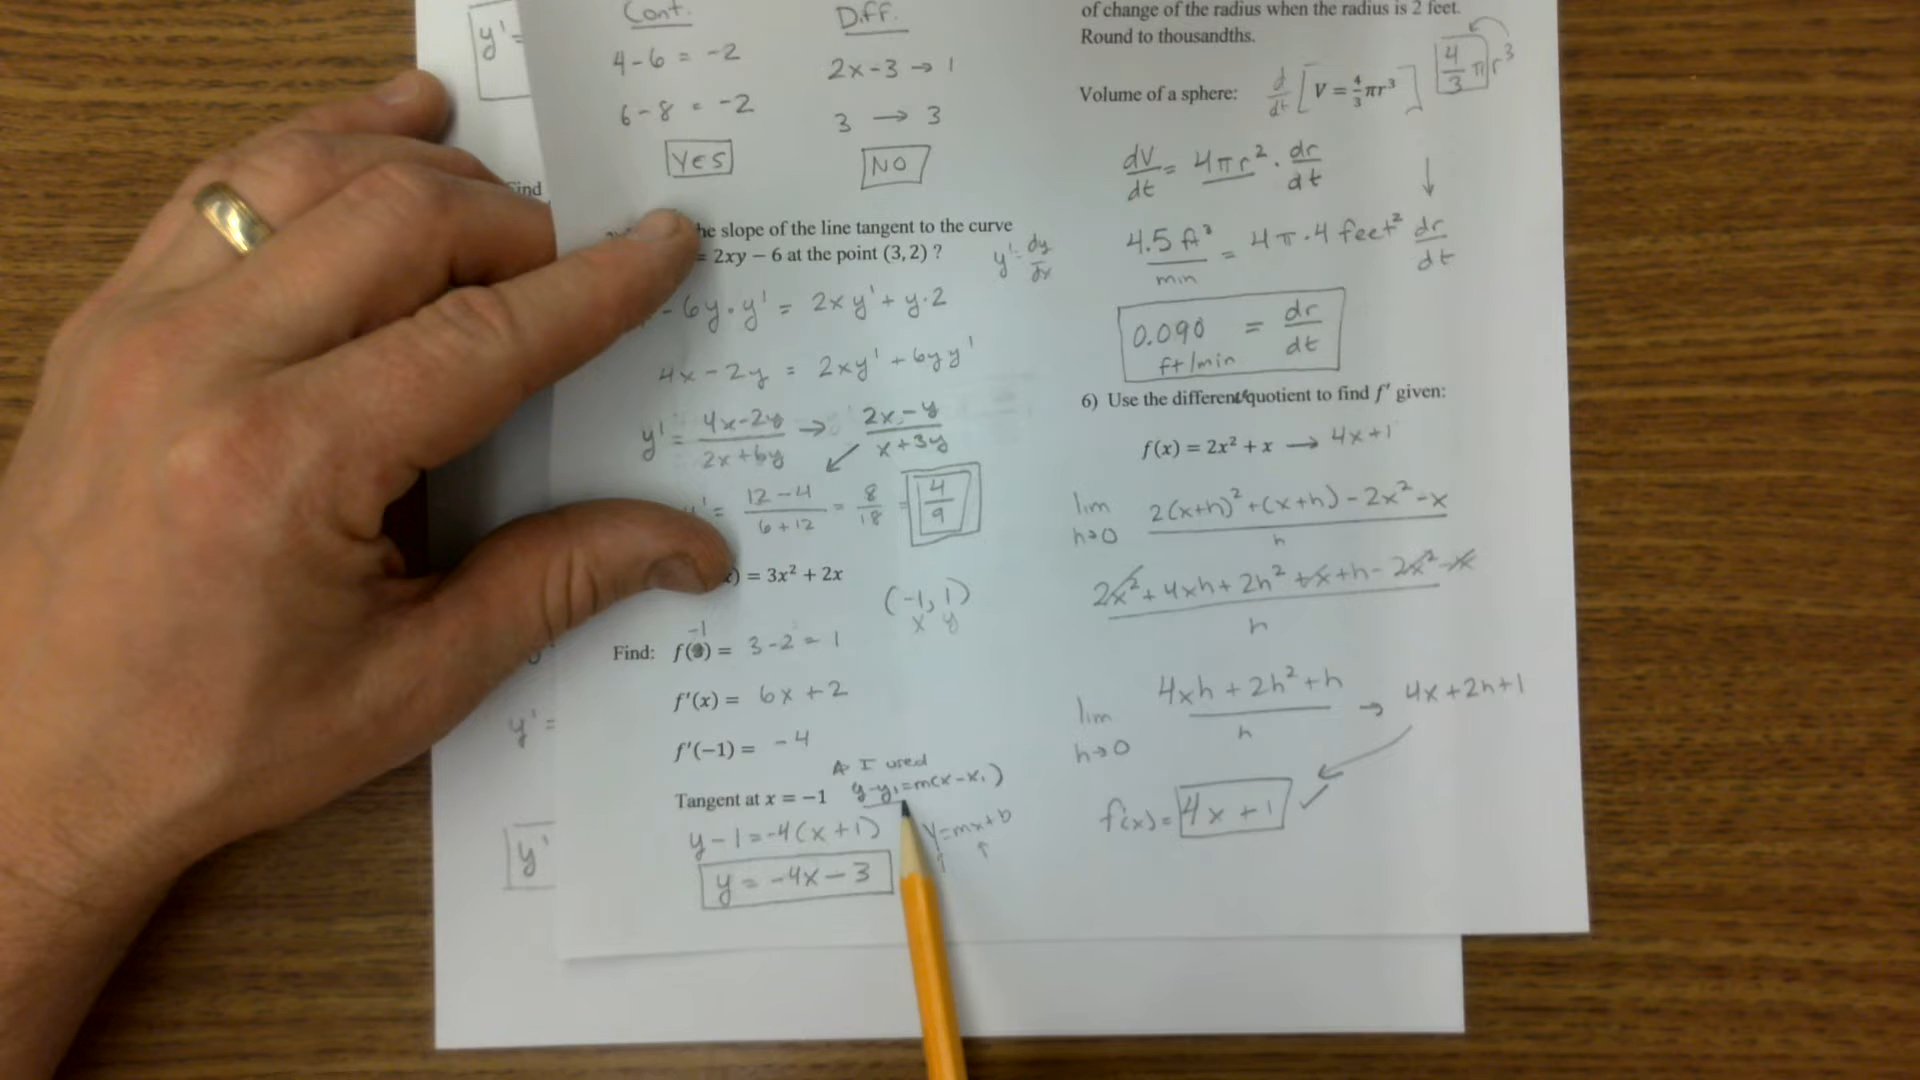 y' =
Cont.
4 - 6 = -2
6 - 8 = -2
YES
Diff.
2x - 3 → 1
3 → 3
NO
find
he slope of the line tangent to the curve
= 2xy − 6 at the point (3, 2) ?
y' = dy/dx
- 6y · y' = 2xy' + y·2
4x - 2y = 2xy' + 6yy'
y' = 4x-2y / 2x+6y → 2x-y / x+3y
y' = 12-4 / 6+12 = 8/18 = 4/9
) = 3x² + 2x
(-1, 1)
x y
-1
Find: f( ) = 3-2 = 1
f'(x) = 6x + 2
f'(−1) = -4
I used
Tangent at x = −1 y-y₁=m(x-x₁)
y - 1 = -4(x+1) y=mx+b
y = -4x - 3
y' =
y'
of change of the radius when the radius is 2 feet.
Round to thousandths.
Volume of a sphere: d/dt [ V = 4/3 πr³ ] 4/3 π r³
dV/dt = 4πr² · dr/dt
4.5 ft³/min = 4π · 4 feet² dr/dt
0.090 ft/min = dr/dt
6) Use the different quotient to find f' given:
f(x) = 2x² + x → 4x+1
lim h→0 2(x+h)² + (x+h) - 2x² - x / h
2x² + 4xh + 2h² + x + h - 2x² - x / h
lim h→0 4xh + 2h² + h / h → 4x + 2h + 1
f'(x) = 4x + 1 ✓